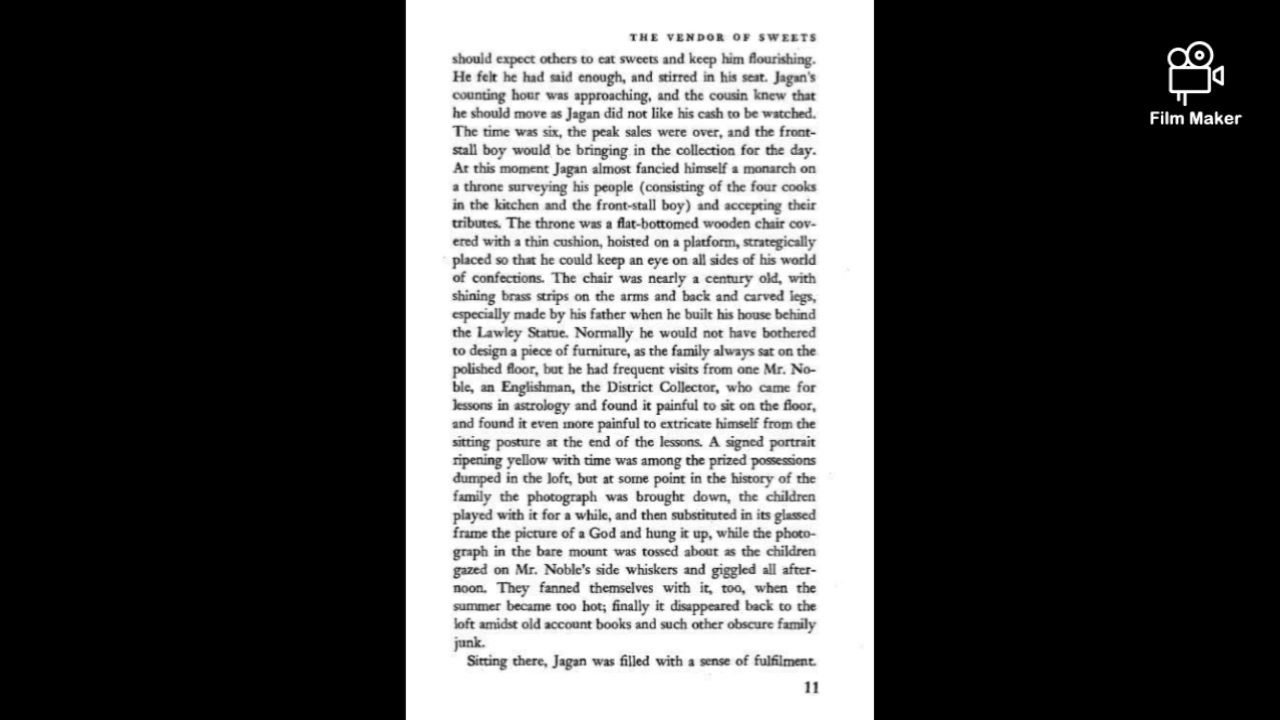 THE VENDOR OF SWEETS
should expect others to eat sweets and keep him flourishing.
He felt he had said enough, and stirred in his seat. Jagan's
counting hour was approaching, and the cousin knew that
he should move as Jagan did not like his cash to be watched.
The time was six, the peak sales were over, and the front-
stall boy would be bringing in the collection for the day.
At this moment Jagan almost fancied himself a monarch on
a throne surveying his people (consisting of the four cooks
in the kitchen and the front-stall boy) and accepting their
tributes. The throne was a flat-bottomed wooden chair cov-
ered with a thin cushion, hoisted on a platform, strategically
placed so that he could keep an eye on all sides of his world
of confections. The chair was nearly a century old, with
shining brass strips on the arms and back and carved legs,
especially made by his father when he built his house behind
the Lawley Statue. Normally he would not have bothered
to design a piece of furniture, as the family always sat on the
polished floor, but he had frequent visits from one Mr. No-
ble, an Englishman, the District Collector, who came for
lessons in astrology and found it painful to sit on the floor,
and found it even more painful to extricate himself from the
sitting posture at the end of the lessons. A signed portrait
ripening yellow with time was among the prized possessions
dumped in the loft, but at some point in the history of the
family the photograph was brought down, the children
played with it for a while, and then substituted in its glassed
frame the picture of a God and hung it up, while the photo-
graph in the bare mount was tossed about as the children
gazed on Mr. Noble's side whiskers and giggled all after-
noon. They fanned themselves with it, too, when the
summer became too hot; finally it disappeared back to the
loft amidst old account books and such other obscure family
junk.
Sitting there, Jagan was filled with a sense of fulfilment.
11
Film Maker